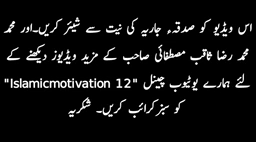 اس ویڈیو کو صدقہء جاریہ کی نیت سے شیئر کریں۔اور محمد
محمد رضا ثاقب مصطفائی صاحب کے مزید ویڈیوز دیکھنے کے
لئے ہمارے یوٹیوب چینل "Islamicmotivation 12"
کو سبزکرائب کریں۔ شکریہ